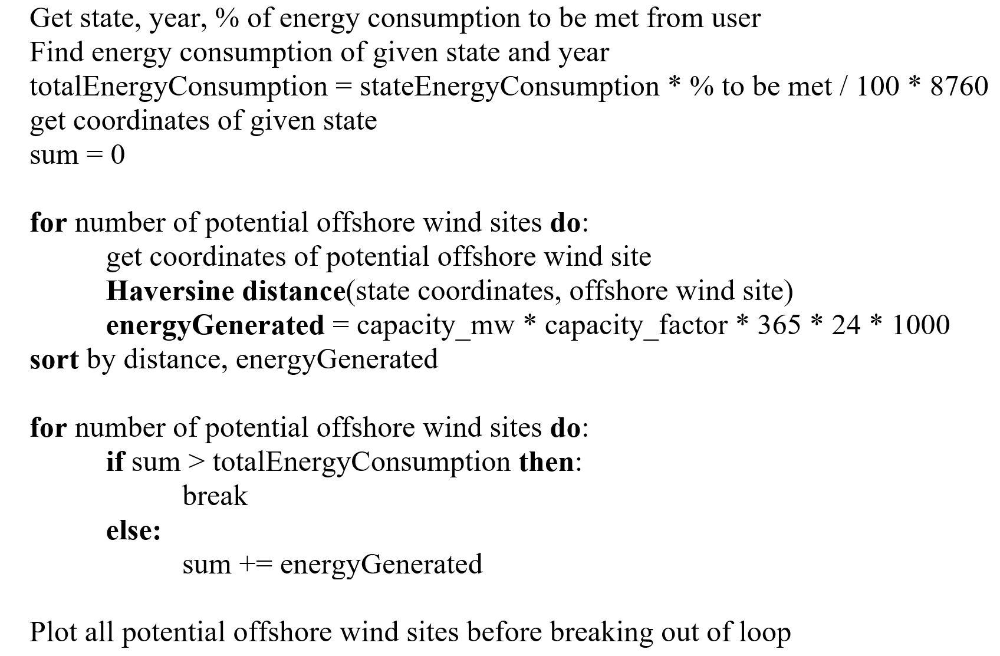 Get state, year, % of energy consumption to be met from user
Find energy consumption of given state and year
totalEnergyConsumption = stateEnergyConsumption * % to be met / 100 * 8760
get coordinates of given state
sum = 0
for number of potential offshore wind sites do:
get coordinates of potential offshore wind site
Haversine distance(state coordinates, offshore wind site)
energyGenerated = capacity_mw * capacity_factor * 365 * 24 * 1000
sort by distance, energyGenerated
for number of potential offshore wind sites do:
if sum > totalEnergyConsumption then:
break
else:
sum += energyGenerated
Plot all potential offshore wind sites before breaking out of loop